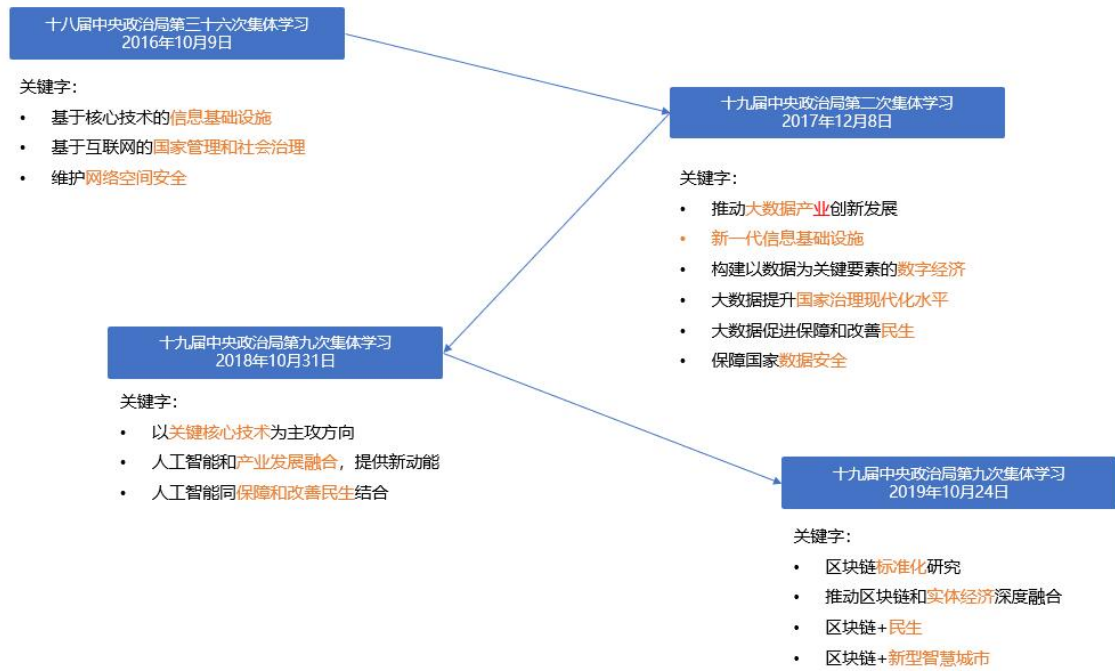 十八届中央政治局第三十六次集体学习
2016年10月9日
关键字：
• 基于核心技术的信息基础设施
• 基于互联网的国家管理和社会治理
• 维护网络空间安全
十九届中央政治局第二次集体学习
2017年12月8日
关键字：
• 推动大数据产业创新发展
• 新一代信息基础设施
• 构建以数据为关键要素的数字经济
• 大数据提升国家治理现代化水平
• 大数据促进保障和改善民生
• 保障国家数据安全
十九届中央政治局第九次集体学习
2018年10月31日
关键字：
• 以关键核心技术为主攻方向
• 人工智能和产业发展融合，提供新动能
• 人工智能同保障和改善民生结合
十九届中央政治局第九次集体学习
2019年10月24日
关键字：
• 区块链标准化研究
• 推动区块链和实体经济深度融合
• 区块链+民生
• 区块链+新型智慧城市